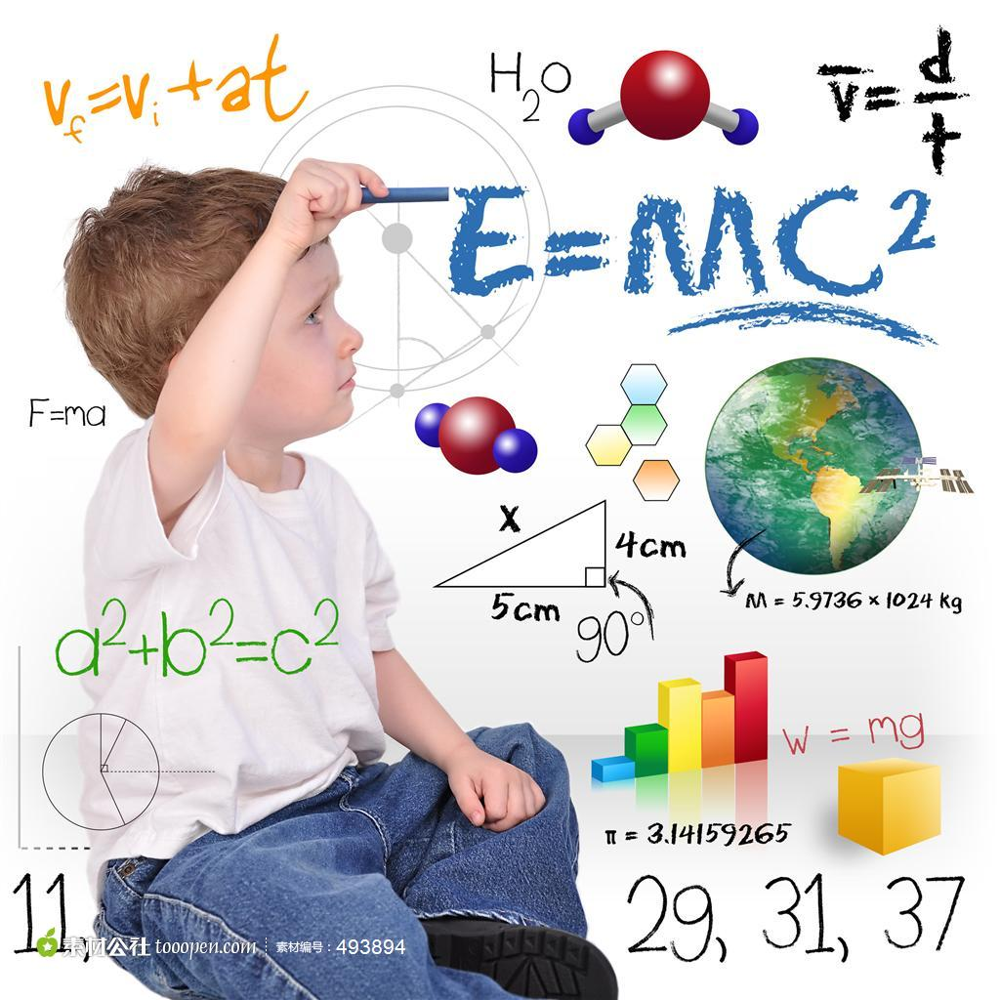 vf=vi+at
H2O
v̅=d/t
E=MC²
F=ma
x
4cm
5cm
90°
M = 5.9736 × 1024 kg
a²+b²=c²
W = mg
π = 3.14159265
11,
29, 31, 37
素材公社 tooopen.com 素材编号：493894